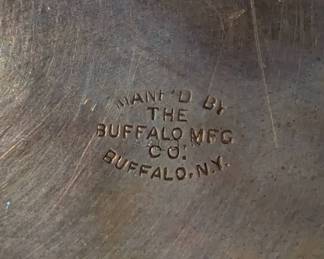 MANF'D BY
THE
BUFFALO MFG
CO.
BUFFALO, N.Y.